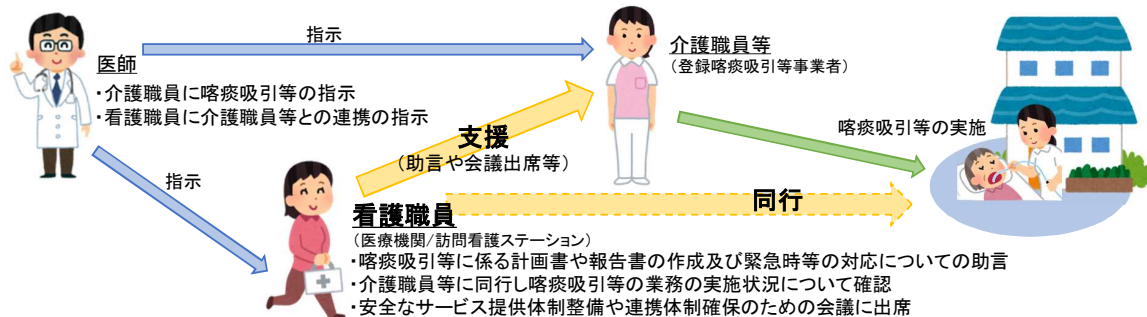 指示
医師
・介護職員に喀痰吸引等の指示
・看護職員に介護職員等との連携の指示
介護職員等
(登録喀痰吸引等事業者)
支援
(助言や会議出席等)
喀痰吸引等の実施
指示
同行
看護職員
(医療機関/訪問看護ステーション)
・喀痰吸引等に係る計画書や報告書の作成及び緊急時等の対応についての助言
・介護職員等に同行し喀痰吸引等の業務の実施状況について確認
・安全なサービス提供体制整備や連携体制確保のための会議に出席